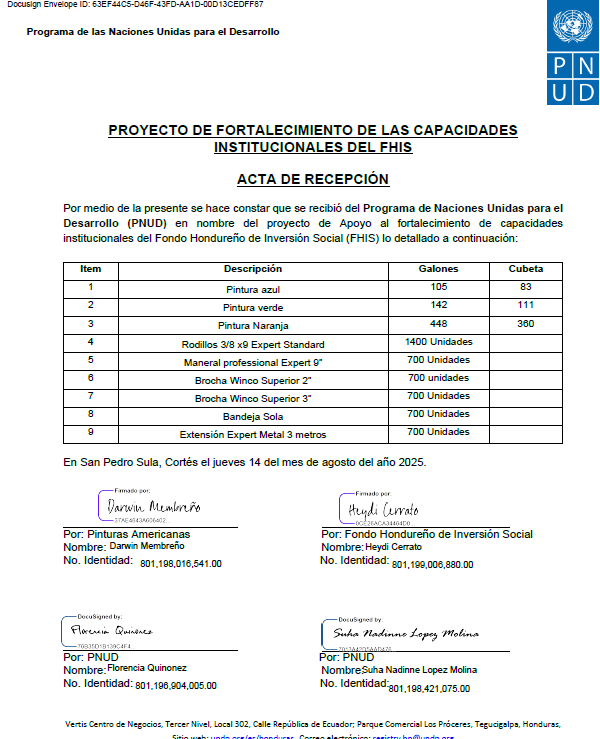 Docusign Envelope ID: 63EF44C5-D46F-43FD-AA1D-00D13CEDFF87
Programa de las Naciones Unidas para el Desarrollo
P N
U D
PROYECTO DE FORTALECIMIENTO DE LAS CAPACIDADES
INSTITUCIONALES DEL FHIS
ACTA DE RECEPCIÓN
Por medio de la presente se hace constar que se recibió del Programa de Naciones Unidas para el
Desarrollo (PNUD) en nombre del proyecto de Apoyo al fortalecimiento de capacidades
institucionales del Fondo Hondureño de Inversión Social (FHIS) lo detallado a continuación:
Item Descripción Galones Cubeta
1 Pintura azul 105 83
2 Pintura verde 142 111
3 Pintura Naranja 448 360
4 Rodillos 3/8 x9 Expert Standard 1400 Unidades
5 Maneral professional Expert 9" 700 Unidades
6 Brocha Winco Superior 2" 700 unidades
7 Brocha Winco Superior 3" 700 Unidades
8 Bandeja Sola 700 Unidades
9 Extensión Expert Metal 3 metros 700 Unidades
En San Pedro Sula, Cortés el jueves 14 del mes de agosto del año 2025.
Firmado por:
Darwin Membreño
Por: Pinturas Americanas
Nombre: Darwin Membreño
No. Identidad: 801,198,016,541.00
Firmado por:
Heydi Cerrato
Por: Fondo Hondureño de Inversión Social
Nombre: Heydi Cerrato
No. Identidad: 801,199,006,880.00
DocuSigned by:
Florencia Quinonez
Por: PNUD
Nombre: Florencia Quinonez
No. Identidad: 801,196,904,005.00
DocuSigned by:
Suha Nadinne Lopez Molina
Por: PNUD
Nombre: Suha Nadinne Lopez Molina
No. Identidad: 801,198,421,075.00
Vertis Centro de Negocios, Tercer Nivel, Local 302, Calle República de Ecuador; Parque Comercial Los Próceres, Tegucigalpa, Honduras,
Sitio web: undp.org/es/honduras Correo electrónico: registry.hn@undp.org